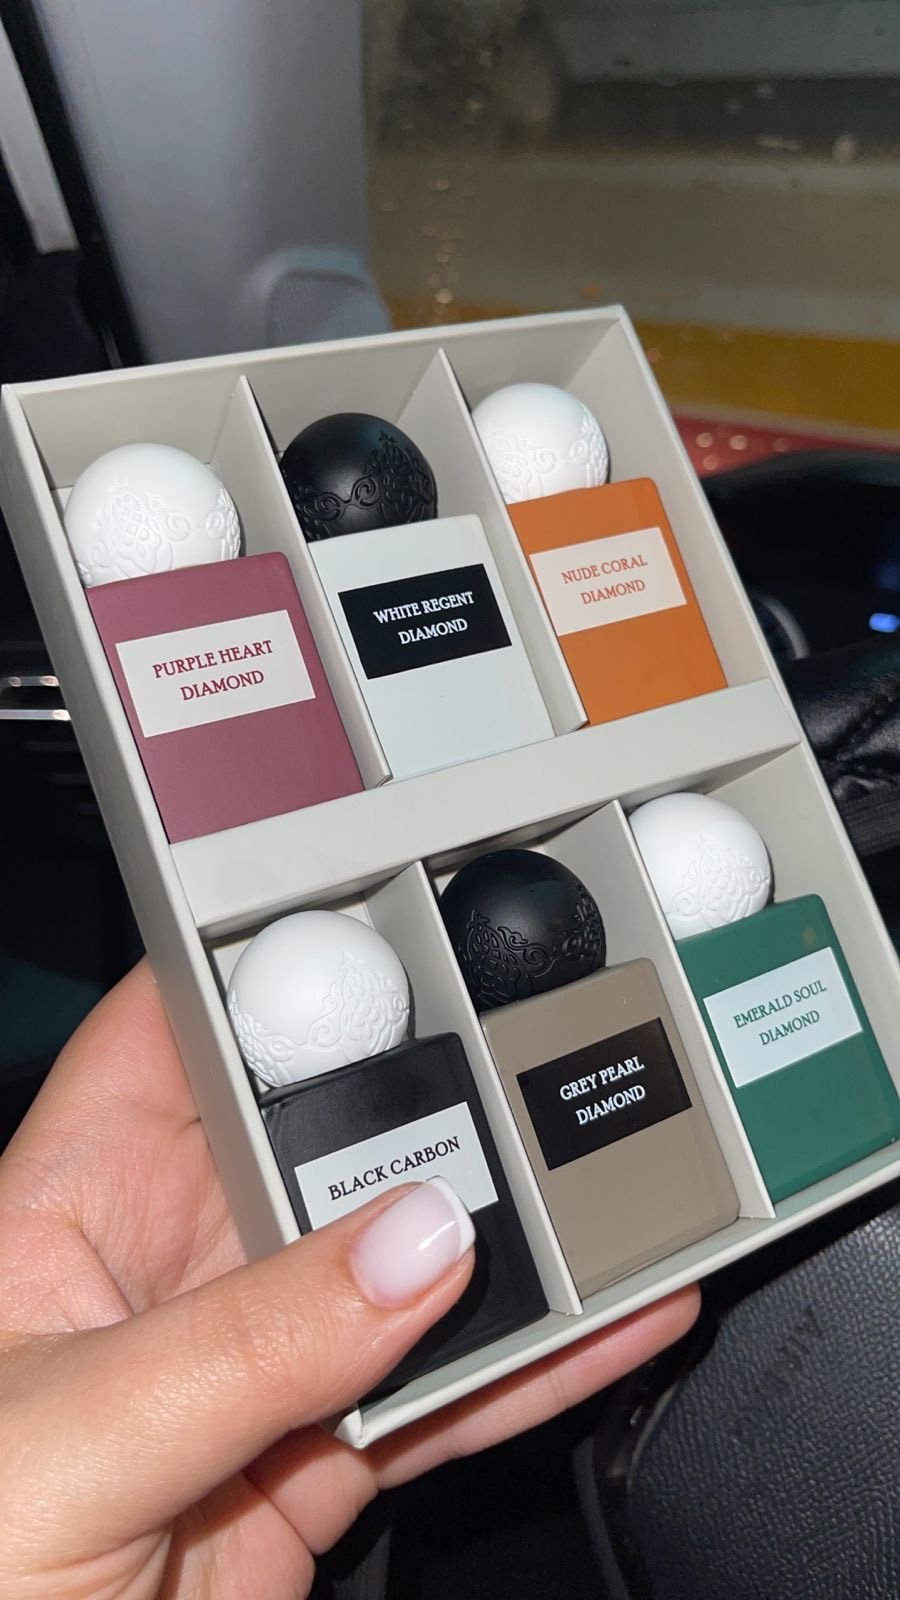 PURPLE HEART
DIAMOND
WHITE REGENT
DIAMOND
NUDE CORAL
DIAMOND
BLACK CARBON
GREY PEARL
DIAMOND
EMERALD SOUL
DIAMOND